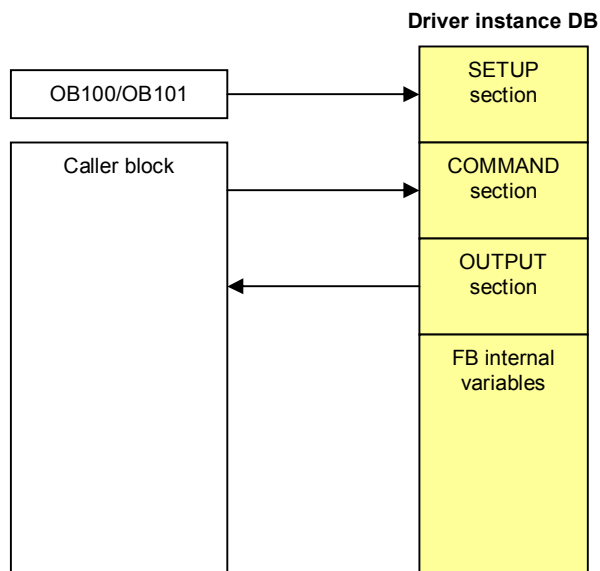 Driver instance DB
OB100/OB101
SETUP
section
Caller block
COMMAND
section
OUTPUT
section
FB internal
variables